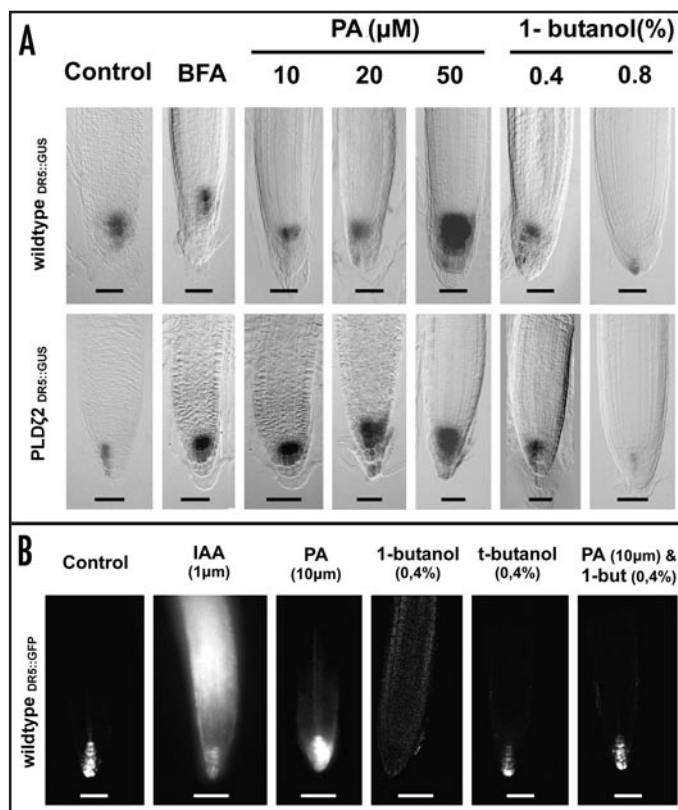 A
PA (µM)
1- butanol(%)
Control
BFA
10
20
50
0.4
0.8
wildtype DR5::GUS
PLDζ2 DR5::GUS
B
Control
IAA
(1µm)
PA
(10µm)
1-butanol
(0,4%)
t-butanol
(0,4%)
PA (10µm) &
1-but (0,4%)
wildtype DR5::GFP